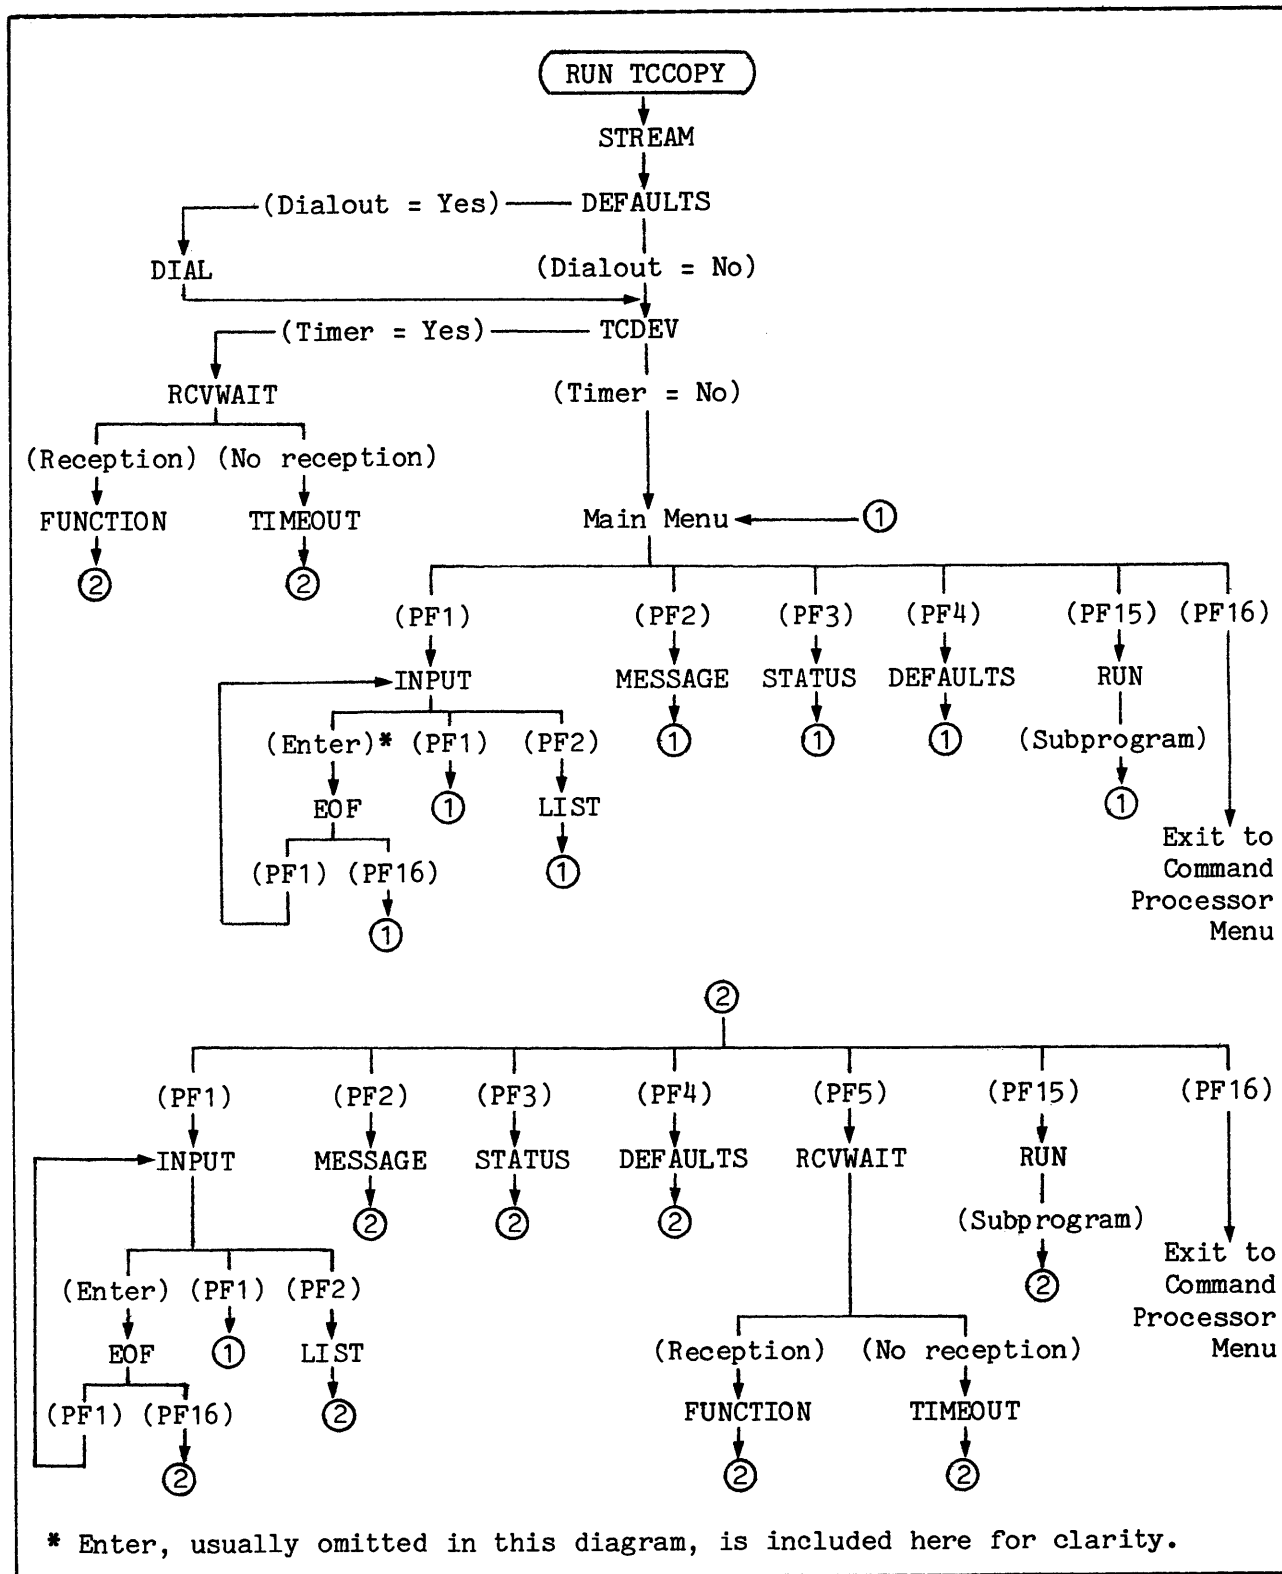 RUN TCCOPY
STREAM
(Dialout = Yes) DEFAULTS
DIAL (Dialout = No)
(Timer = Yes) TCDEV
RCVWAIT (Timer = No)
(Reception) (No reception)
FUNCTION TIMEOUT Main Menu 1
2 2
(PF1) (PF2) (PF3) (PF4) (PF15) (PF16)
INPUT MESSAGE STATUS DEFAULTS RUN
(Enter)* (PF1) (PF2) 1 1 1 (Subprogram)
EOF 1 LIST 1
(PF1) (PF16) 1
1
Exit to
Command
Processor
Menu
2
(PF1) (PF2) (PF3) (PF4) (PF5) (PF15) (PF16)
INPUT MESSAGE STATUS DEFAULTS RCVWAIT RUN
2 2 2 (Subprogram)
(Enter) (PF1) (PF2) 2
EOF 1 LIST (Reception) (No reception)
(PF1) (PF16) 2 FUNCTION TIMEOUT
2 2 2
Exit to
Command
Processor
Menu
* Enter, usually omitted in this diagram, is included here for clarity.